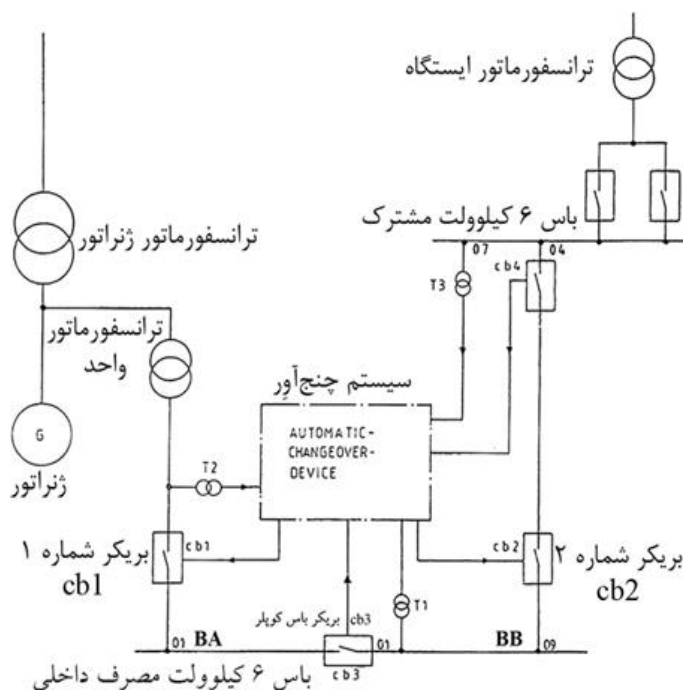 ترانسفورماتور ایستگاه
باس ۶ کیلوولت مشترک
07
04
cb4
T3
ترانسفورماتور ژنراتور
ترانسفورماتور
واحد
سیستم چنج‌آورِ
AUTOMATIC-
CHANGEOVER-
DEVICE
G
ژنراتور
T2
بریکر شماره ۱
cb1
cb1
cb2
بریکر شماره ۲
cb2
T1
بریکر باس کوپلر cb3
01
BA
01
BB
09
cb3
باس ۶ کیلوولت مصرف داخلی